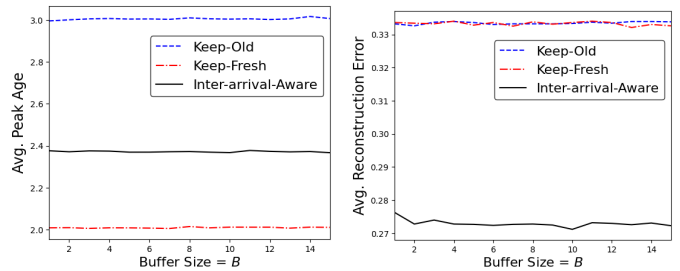 3.0
2.8
2.6
2.4
2.2
2.0
Avg. Peak Age
Keep-Old
Keep-Fresh
Inter-arrival-Aware
2 4 6 8 10 12 14
Buffer Size = B
0.33
0.32
0.31
0.30
0.29
0.28
0.27
Avg. Reconstruction Error
Keep-Old
Keep-Fresh
Inter-arrival-Aware
2 4 6 8 10 12 14
Buffer Size = B